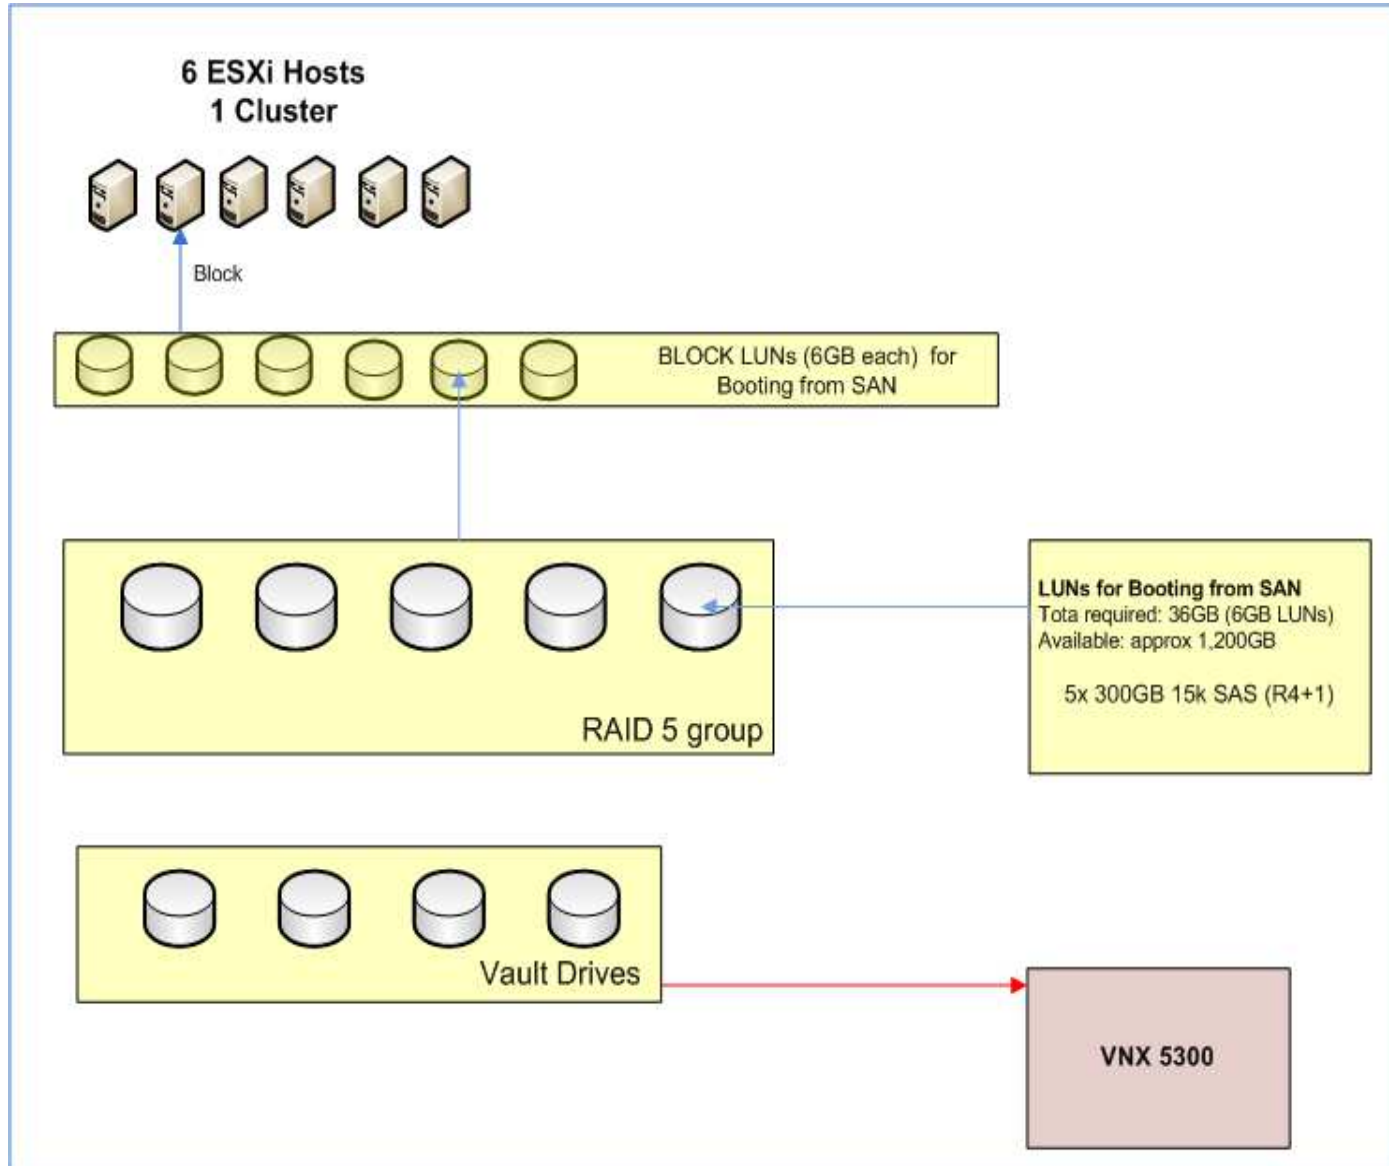 6 ESXi Hosts
1 Cluster
Block
BLOCK LUNs (6GB each) for
Booting from SAN
LUNs for Booting from SAN
Tota required: 36GB (6GB LUNs)
Available: approx 1,200GB
5x 300GB 15k SAS (R4+1)
RAID 5 group
Vault Drives
VNX 5300